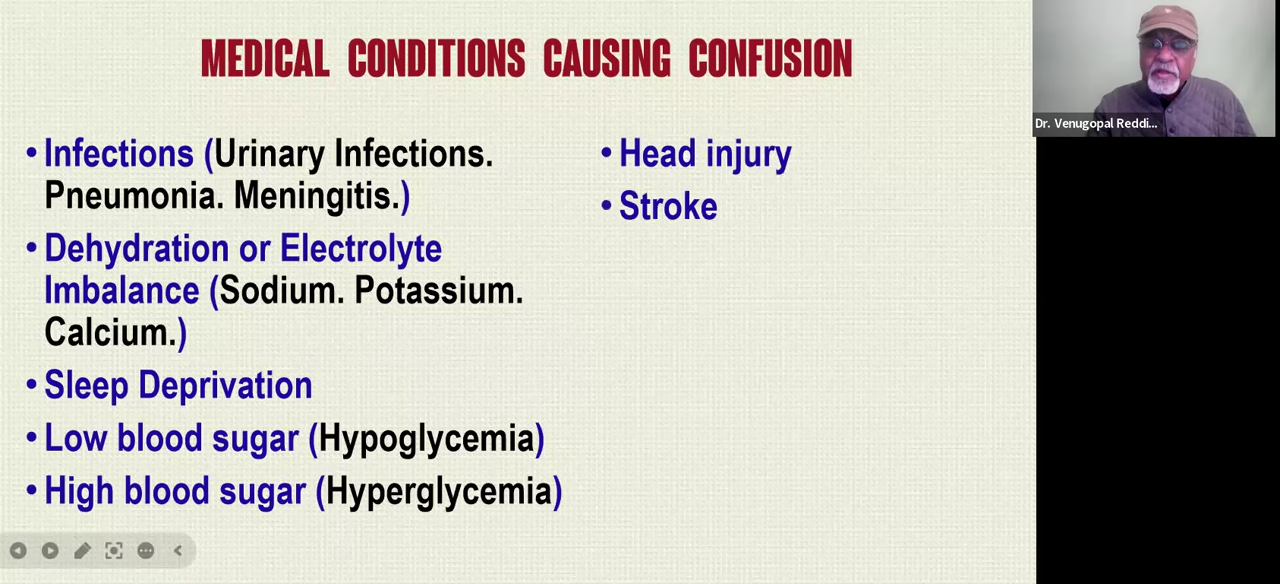 MEDICAL CONDITIONS CAUSING CONFUSION
• Infections (Urinary Infections.
Pneumonia. Meningitis.)
• Dehydration or Electrolyte
Imbalance (Sodium. Potassium.
Calcium.)
• Sleep Deprivation
• Low blood sugar (Hypoglycemia)
• High blood sugar (Hyperglycemia)
• Head injury
• Stroke
Dr. Venugopal Reddi...